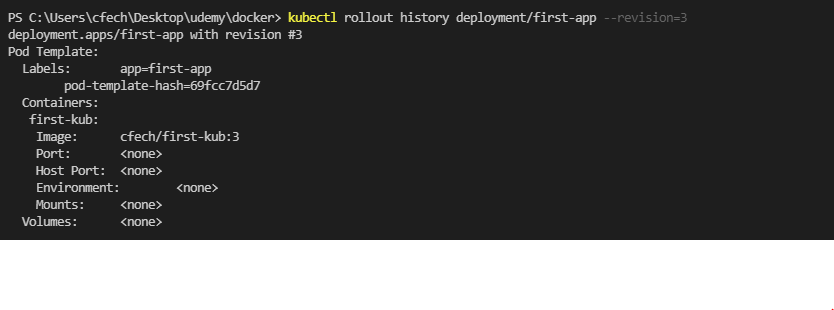 PS C:\Users\cfech\Desktop\udemy\docker> kubectl rollout history deployment/first-app --revision=3
deployment.apps/first-app with revision #3
Pod Template:
  Labels:       app=first-app
        pod-template-hash=69fcc7d5d7
  Containers:
   first-kub:
    Image:      cfech/first-kub:3
    Port:       <none>
    Host Port:  <none>
    Environment:        <none>
    Mounts:     <none>
  Volumes:      <none>